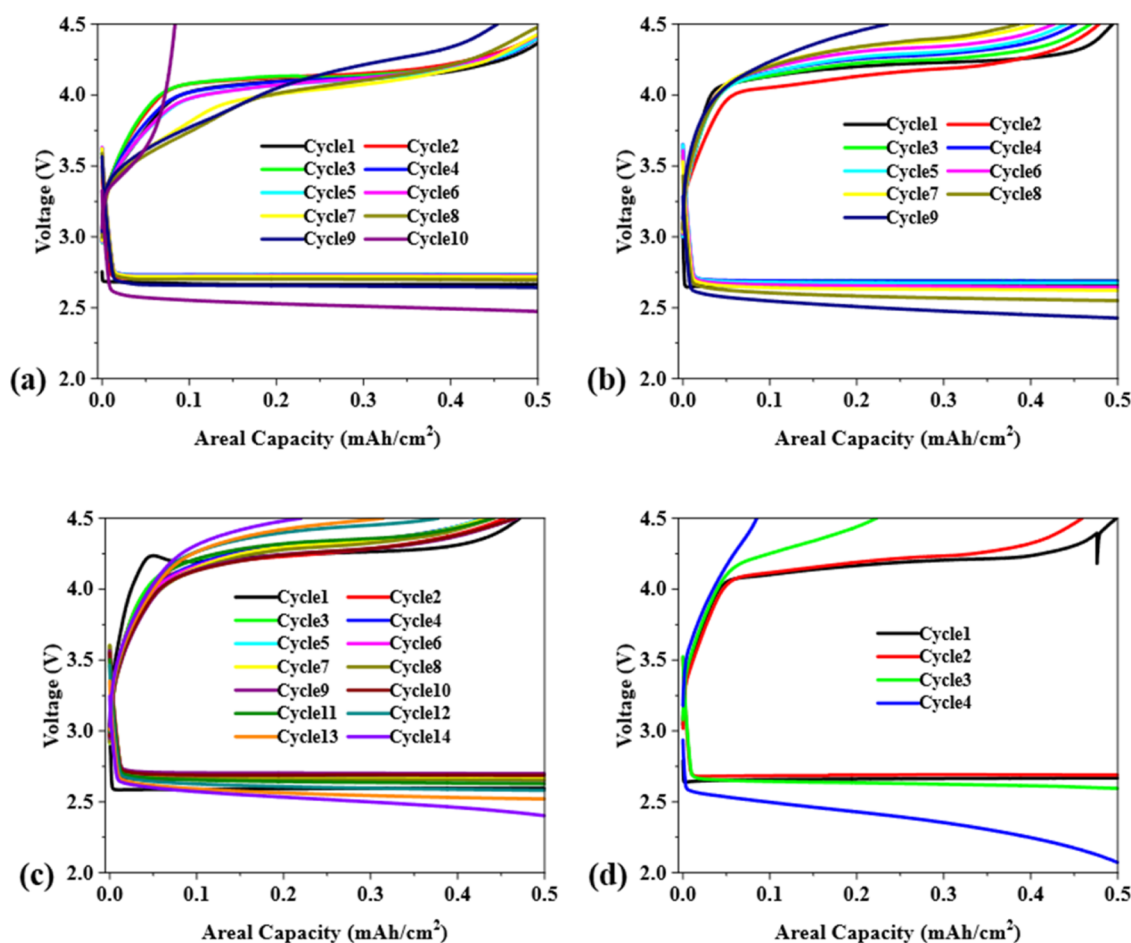 4.5
4.0
3.5
3.0
2.5
2.0
Voltage (V)
Cycle1 Cycle2
Cycle3 Cycle4
Cycle5 Cycle6
Cycle7 Cycle8
Cycle9 Cycle10
(a)
0.0 0.1 0.2 0.3 0.4 0.5
Areal Capacity (mAh/cm²)
4.5
4.0
3.5
3.0
2.5
2.0
Voltage (V)
Cycle1 Cycle2
Cycle3 Cycle4
Cycle5 Cycle6
Cycle7 Cycle8
Cycle9
(b)
0.0 0.1 0.2 0.3 0.4 0.5
Areal Capacity (mAh/cm²)
4.5
4.0
3.5
3.0
2.5
2.0
Voltage (V)
Cycle1 Cycle2
Cycle3 Cycle4
Cycle5 Cycle6
Cycle7 Cycle8
Cycle9 Cycle10
Cycle11 Cycle12
Cycle13 Cycle14
(c)
0.0 0.1 0.2 0.3 0.4 0.5
Areal Capacity (mAh/cm²)
4.5
4.0
3.5
3.0
2.5
2.0
Voltage (V)
Cycle1
Cycle2
Cycle3
Cycle4
(d)
0.0 0.1 0.2 0.3 0.4 0.5
Areal Capacity (mAh/cm²)